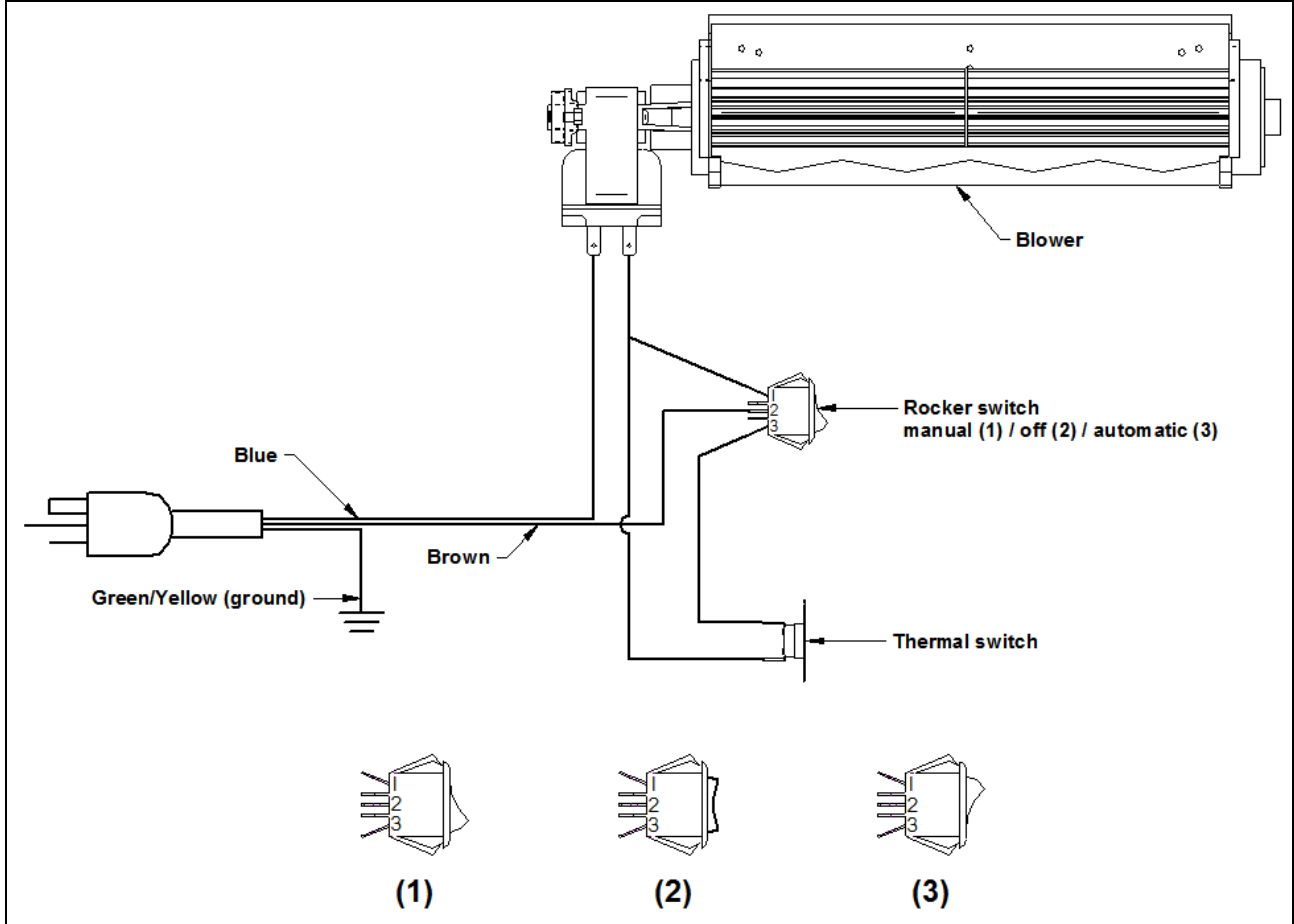 Blower
1
2
3
Rocker switch
manual (1) / off (2) / automatic (3)
Blue
Brown
Green/Yellow (ground)
Thermal switch
1
2
3
1
2
3
1
2
3
(1)
(2)
(3)